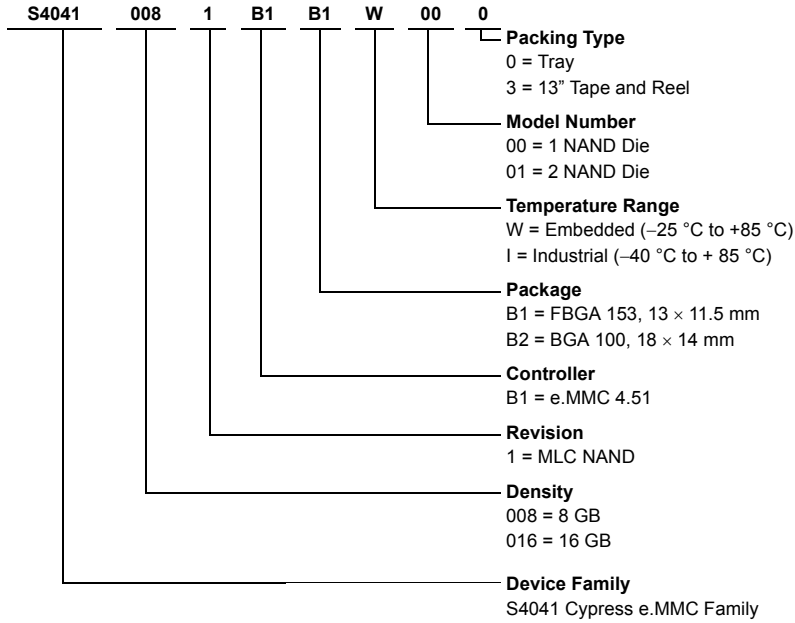 S4041 008 1 B1 B1 W 00 0
Packing Type
0 = Tray
3 = 13” Tape and Reel
Model Number
00 = 1 NAND Die
01 = 2 NAND Die
Temperature Range
W = Embedded (–25 °C to +85 °C)
I = Industrial (–40 °C to + 85 °C)
Package
B1 = FBGA 153, 13 × 11.5 mm
B2 = BGA 100, 18 × 14 mm
Controller
B1 = e.MMC 4.51
Revision
1 = MLC NAND
Density
008 = 8 GB
016 = 16 GB
Device Family
S4041 Cypress e.MMC Family